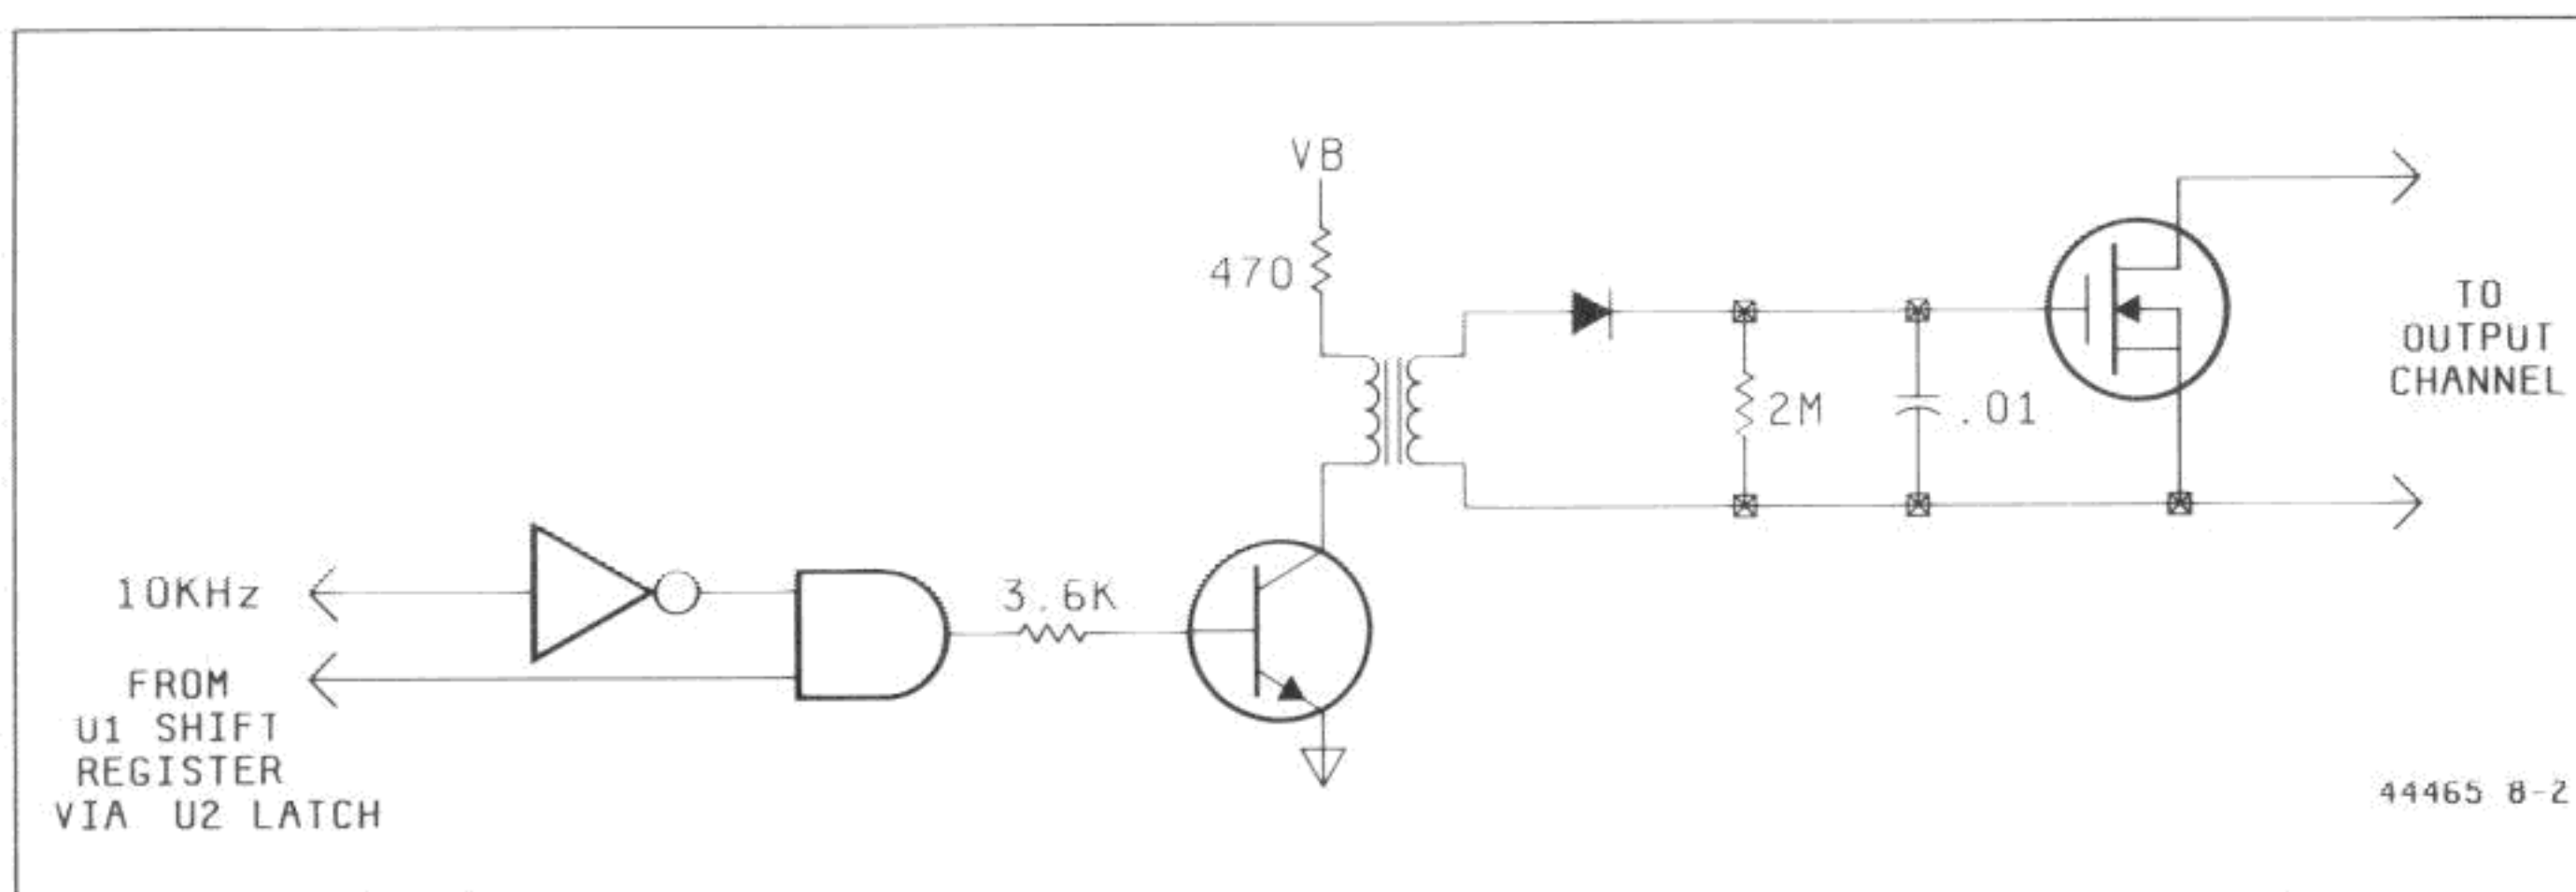 VB
470
2M
.01
TO
OUTPUT
CHANNEL
10KHz
3.6K
FROM
U1 SHIFT
REGISTER
VIA U2 LATCH
44465 8-2